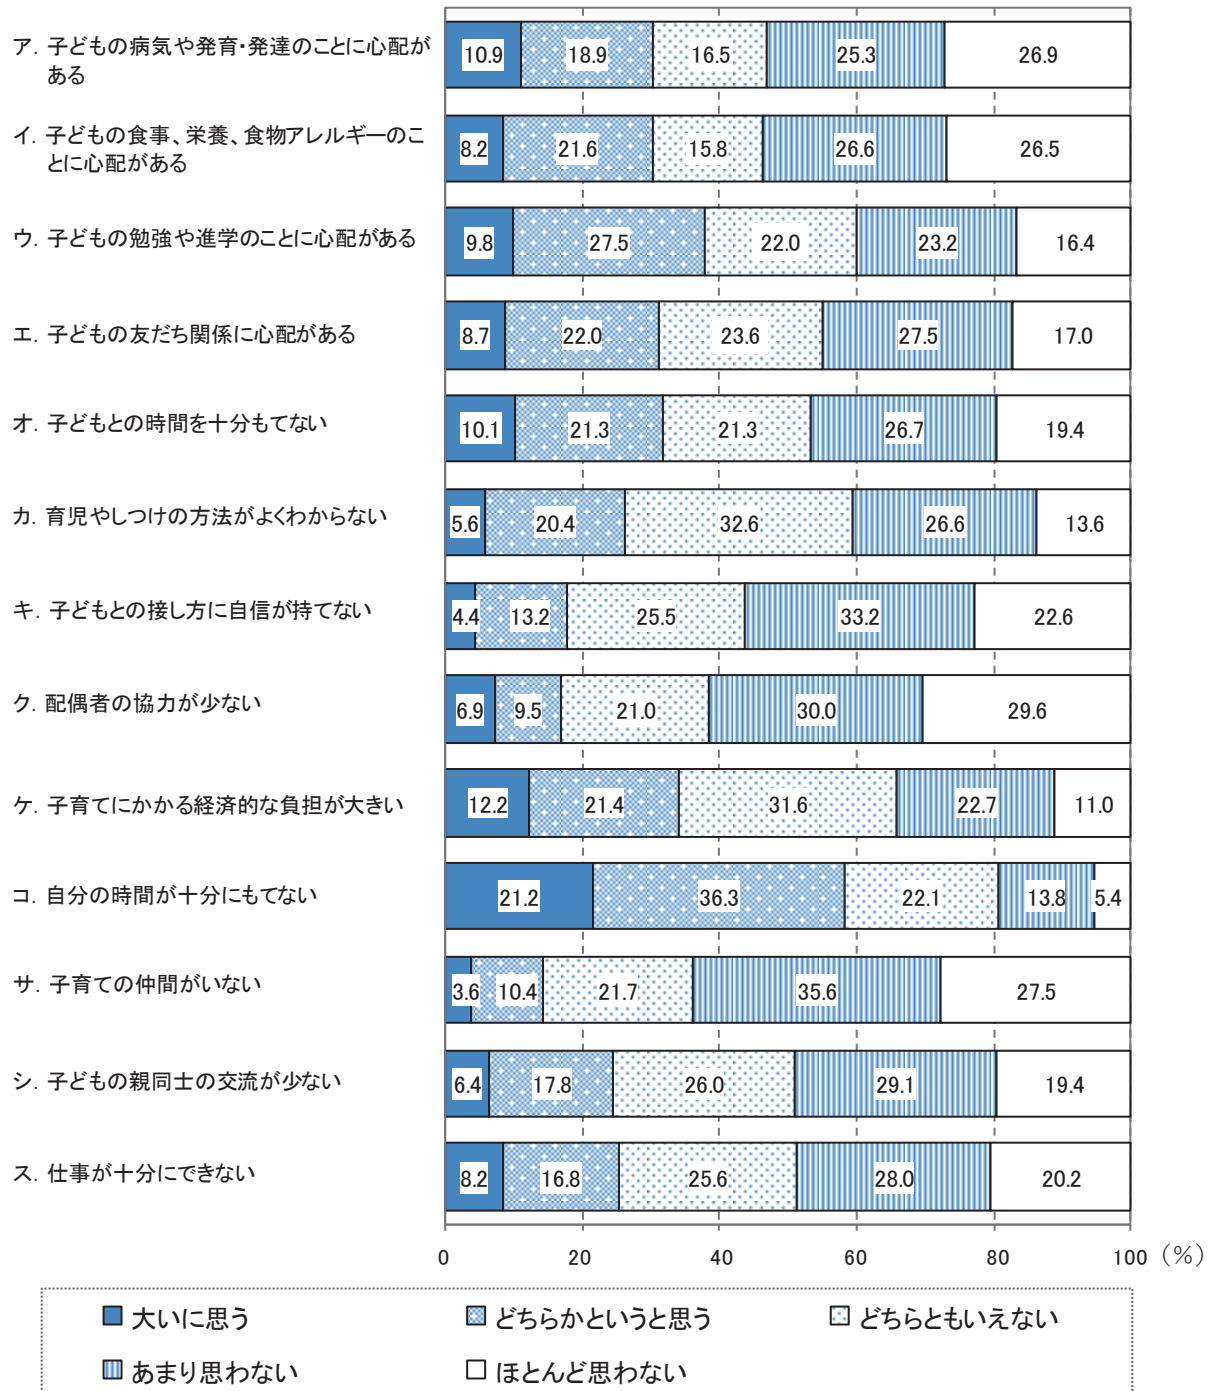 ア. 子どもの病気や発育・発達のことに心配が
ある
10.9 18.9 16.5 25.3 26.9
イ. 子どもの食事、栄養、食物アレルギーのこ
とに心配がある
8.2 21.6 15.8 26.6 26.5
ウ. 子どもの勉強や進学のことに心配がある
9.8 27.5 22.0 23.2 16.4
エ. 子どもの友だち関係に心配がある
8.7 22.0 23.6 27.5 17.0
オ. 子どもとの時間を十分もてない
10.1 21.3 21.3 26.7 19.4
カ. 育児やしつけの方法がよくわからない
5.6 20.4 32.6 26.6 13.6
キ. 子どもとの接し方に自信が持てない
4.4 13.2 25.5 33.2 22.6
ク. 配偶者の協力が少ない
6.9 9.5 21.0 30.0 29.6
ケ. 子育てにかかる経済的な負担が大きい
12.2 21.4 31.6 22.7 11.0
コ. 自分の時間が十分にもてない
21.2 36.3 22.1 13.8 5.4
サ. 子育ての仲間がいない
3.6 10.4 21.7 35.6 27.5
シ. 子どもの親同士の交流が少ない
6.4 17.8 26.0 29.1 19.4
ス. 仕事が十分にできない
8.2 16.8 25.6 28.0 20.2
0 20 40 60 80 100 (%)
大いに思う どちらかというと思う どちらともいえない
あまり思わない ほとんど思わない